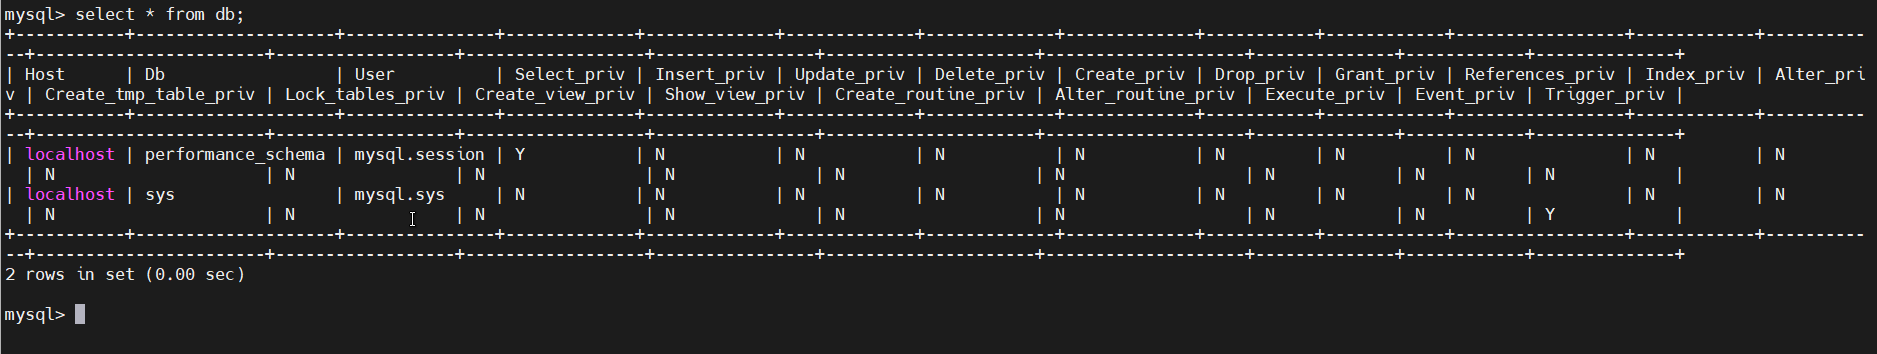 mysql> select * from db;
+-----------+--------------------+---------------+-------------+-------------+-------------+-------------+-------------+-----------+------------+-----------------+------------+----------
--+-----------------------+------------------+------------------+----------------+---------------------+--------------------+--------------+------------+--------------+
| Host      | Db                 | User          | Select_priv | Insert_priv | Update_priv | Delete_priv | Create_priv | Drop_priv | Grant_priv | References_priv | Index_priv | Alter_pri
v | Create_tmp_table_priv | Lock_tables_priv | Create_view_priv | Show_view_priv | Create_routine_priv | Alter_routine_priv | Execute_priv | Event_priv | Trigger_priv |
+-----------+--------------------+---------------+-------------+-------------+-------------+-------------+-------------+-----------+------------+-----------------+------------+----------
--+-----------------------+------------------+------------------+----------------+---------------------+--------------------+--------------+------------+--------------+
| localhost | performance_schema | mysql.session | Y           | N           | N           | N           | N           | N         | N          | N               | N          | N
  | N                     | N                | N                | N              | N                   | N                  | N            | N          | N            |
| localhost | sys                | mysql.sys     | N           | N           | N           | N           | N           | N         | N          | N               | N          | N
  | N                     | N                | N                | N              | N                   | N                  | N            | N          | Y            |
+-----------+--------------------+---------------+-------------+-------------+-------------+-------------+-------------+-----------+------------+-----------------+------------+----------
--+-----------------------+------------------+------------------+----------------+---------------------+--------------------+--------------+------------+--------------+
2 rows in set (0.00 sec)
mysql>